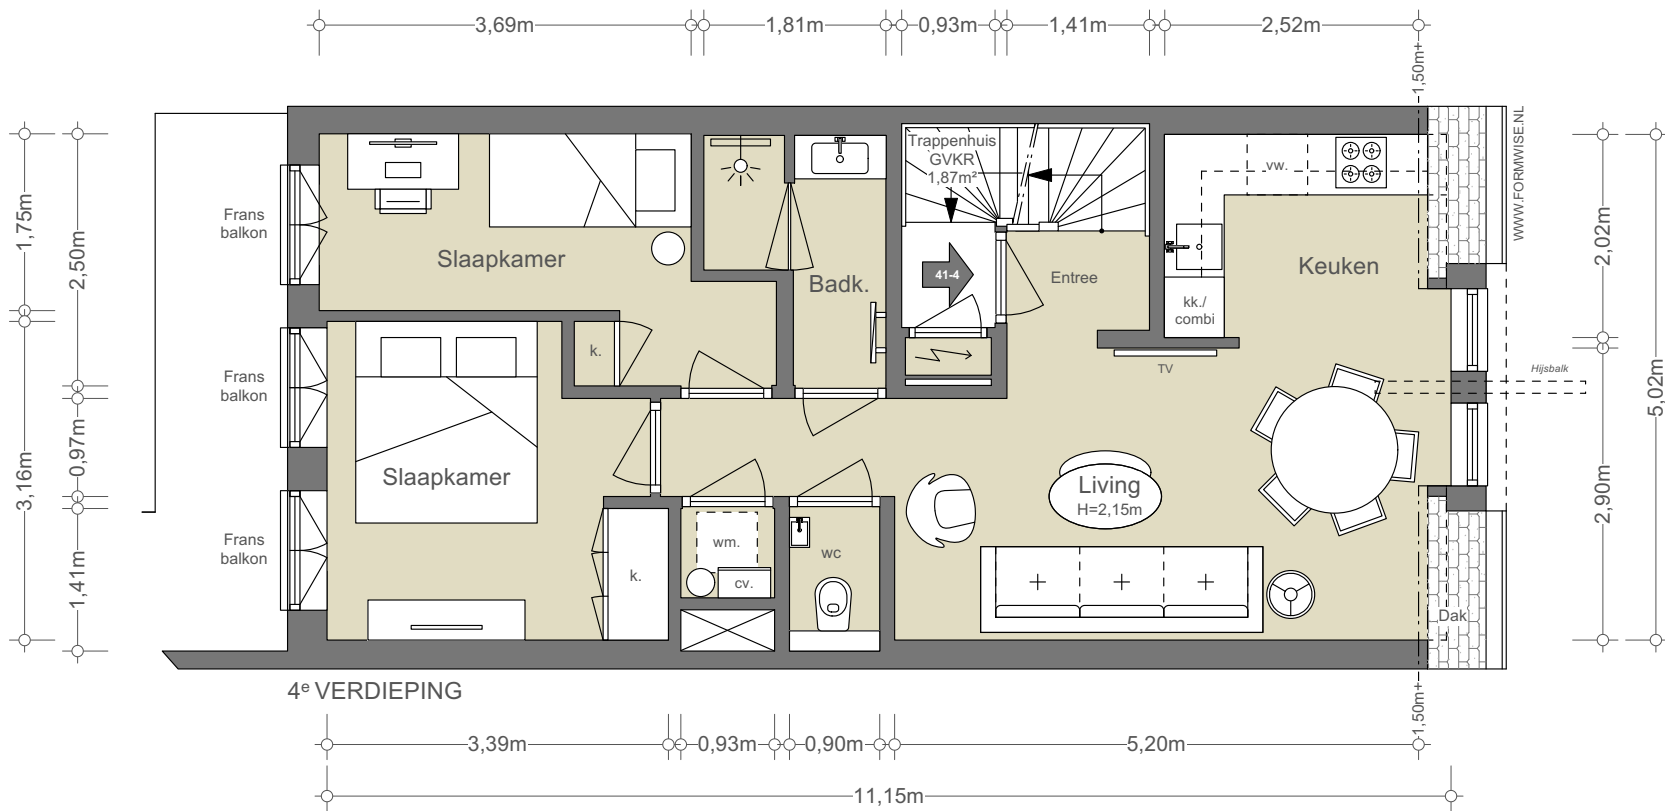 3,69m
1,81m
0,93m
1,41m
2,52m
1,50m+
WWW.FORMWISE.NL
Trappenhuis
GVKR
1,87m²
vw.
1,75m
2,50m
Frans
balkon
Slaapkamer
Badk.
41-4
Entree
Keuken
2,02m
kk./
combi
k.
TV
Hijsbalk
5,02m
Frans
balkon
3,16m
0,97m
Slaapkamer
Living
H=2,15m
2,90m
Frans
balkon
1,41m
k.
wm.
cv.
wc
Dak
4e VERDIEPING
1,50m+
3,39m
0,93m
0,90m
5,20m
11,15m